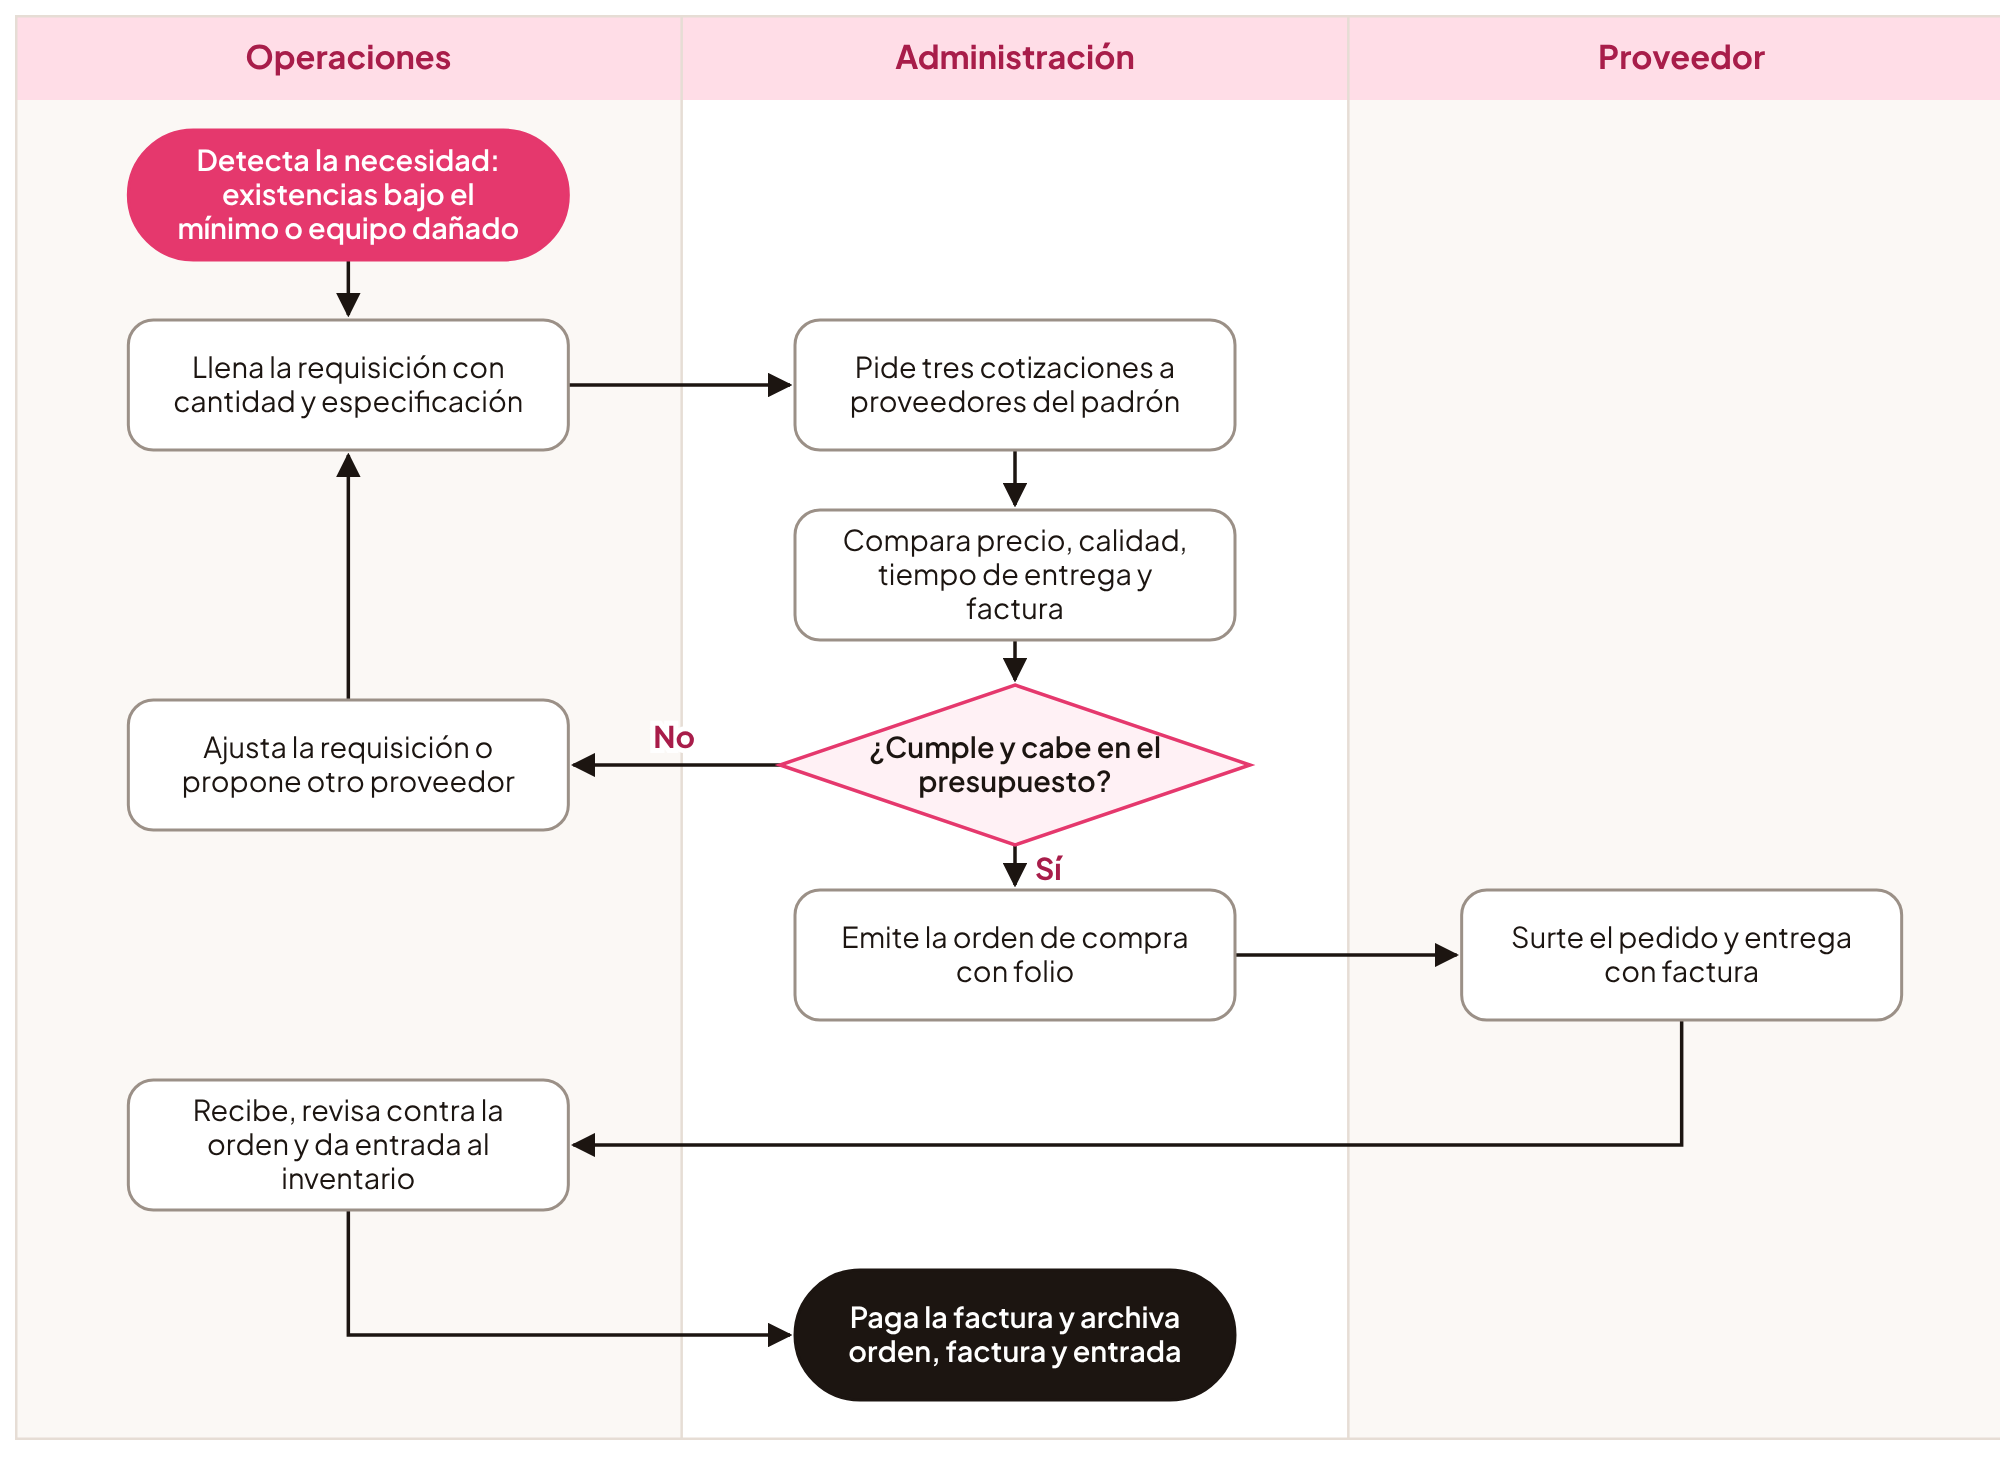 Operaciones
Administración
Proveedor
Detecta la necesidad:
existencias bajo el
mínimo o equipo dañado
Llena la requisición con
cantidad y especificación
Pide tres cotizaciones a
proveedores del padrón
Compara precio, calidad,
tiempo de entrega y
factura
¿Cumple y cabe en el
presupuesto?
No
Ajusta la requisición o
propone otro proveedor
Sí
Emite la orden de compra
con folio
Surte el pedido y entrega
con factura
Recibe, revisa contra la
orden y da entrada al
inventario
Paga la factura y archiva
orden, factura y entrada